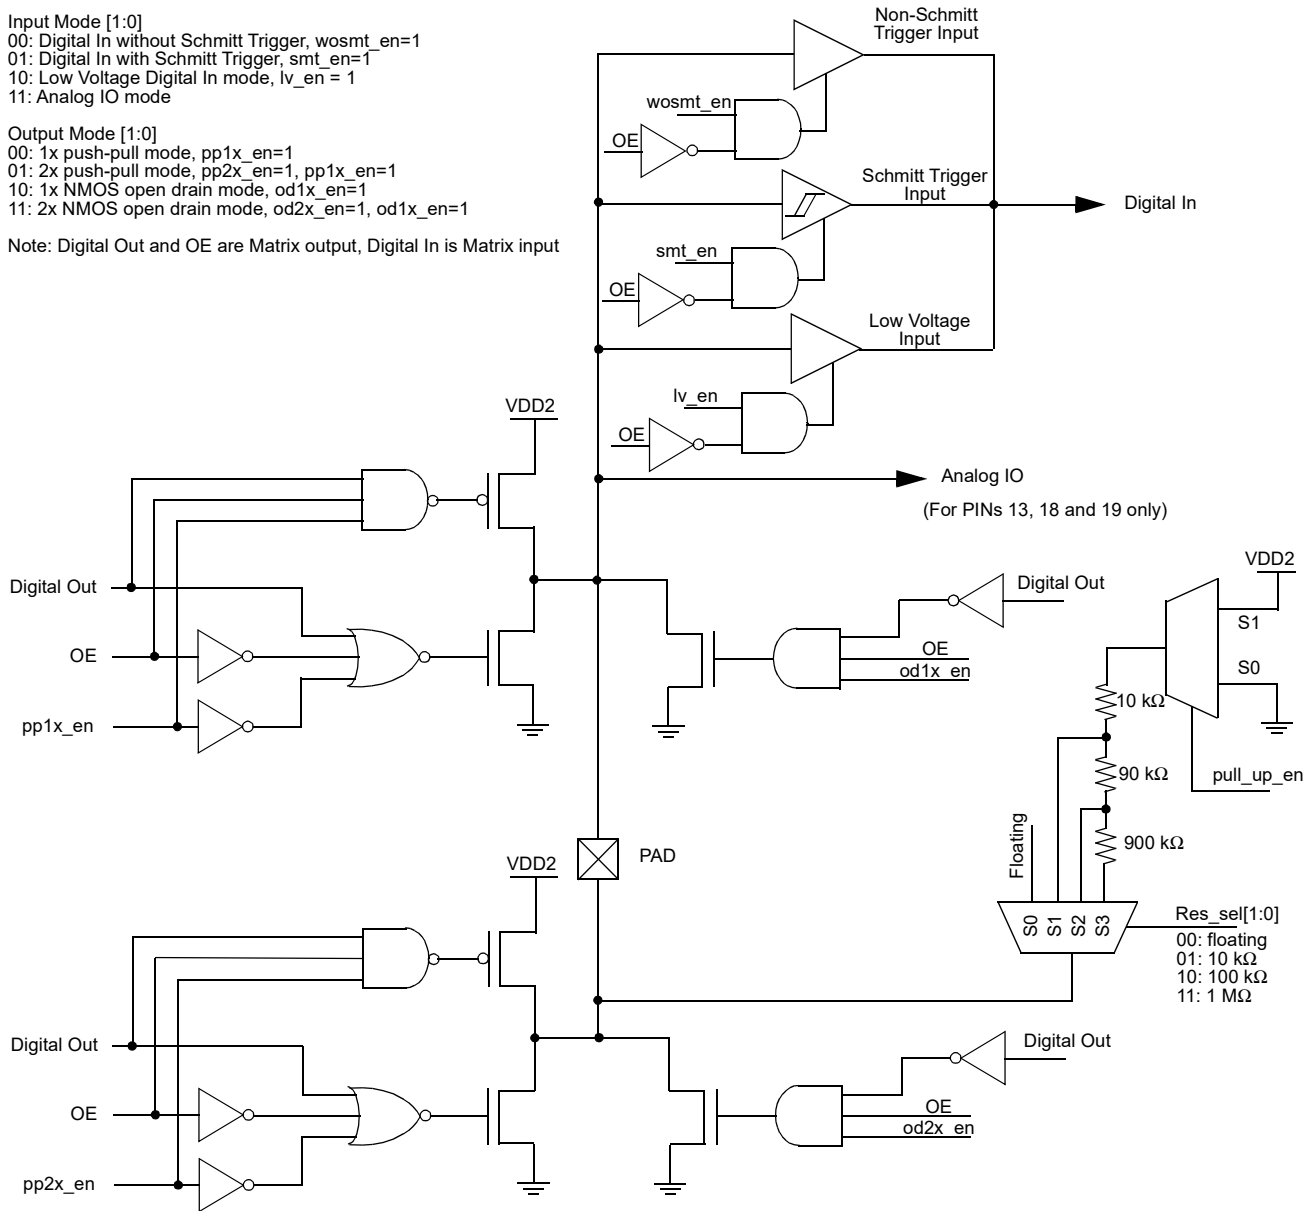 Input Mode [1:0]
00: Digital In without Schmitt Trigger, wosmt_en=1
01: Digital In with Schmitt Trigger, smt_en=1
10: Low Voltage Digital In mode, lv_en = 1
11: Analog IO mode
Output Mode [1:0]
00: 1x push-pull mode, pp1x_en=1
01: 2x push-pull mode, pp2x_en=1, pp1x_en=1
10: 1x NMOS open drain mode, od1x_en=1
11: 2x NMOS open drain mode, od2x_en=1, od1x_en=1
Note: Digital Out and OE are Matrix output, Digital In is Matrix input
Non-Schmitt
Trigger Input
wosmt_en
OE
Schmitt Trigger
Input
Digital In
smt_en
OE
Low Voltage
Input
lv_en
OE
VDD2
Analog IO
(For PINs 13, 18 and 19 only)
Digital Out
OE
pp1x_en
Digital Out
OE
od1x_en
VDD2
S1
S0
10 kΩ
90 kΩ
pull_up_en
900 kΩ
Floating
S0
S1
S2
S3
Res_sel[1:0]
00: floating
01: 10 kΩ
10: 100 kΩ
11: 1 MΩ
PAD
VDD2
Digital Out
OE
pp2x_en
Digital Out
OE
od2x_en